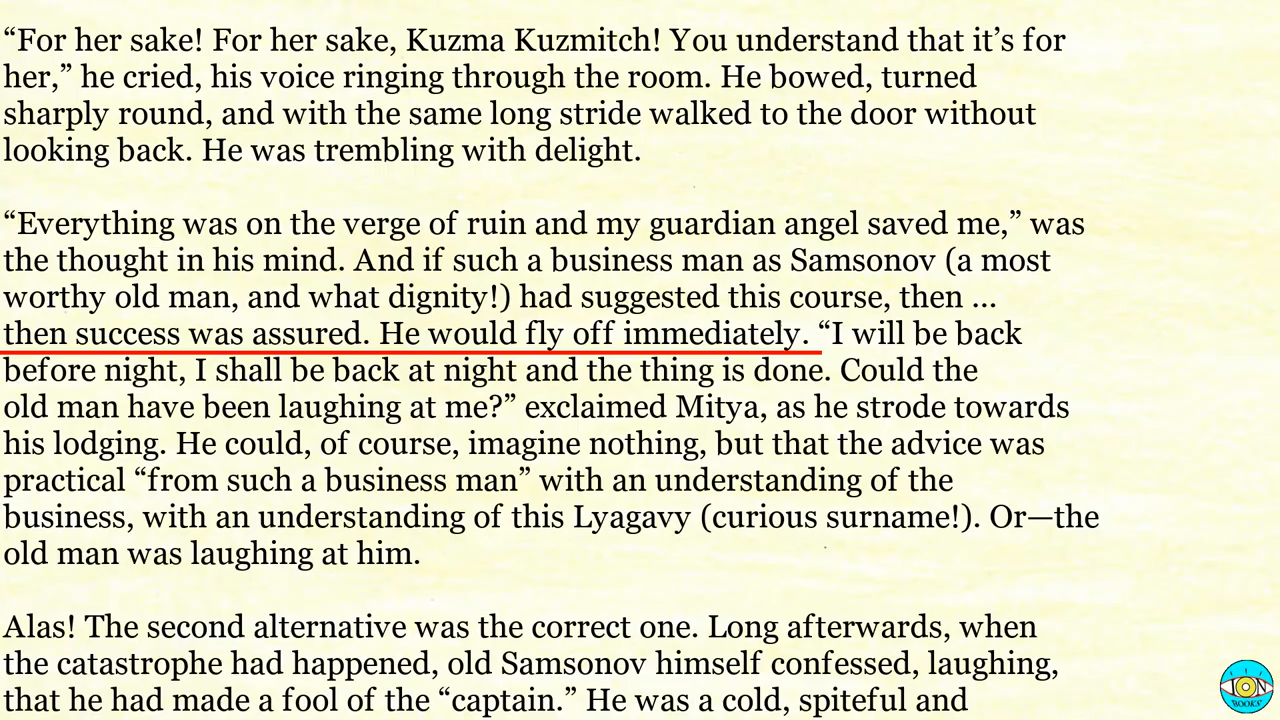 “For her sake! For her sake, Kuzma Kuzmitch! You understand that it’s for
her,” he cried, his voice ringing through the room. He bowed, turned
sharply round, and with the same long stride walked to the door without
looking back. He was trembling with delight.
“Everything was on the verge of ruin and my guardian angel saved me,” was
the thought in his mind. And if such a business man as Samsonov (a most
worthy old man, and what dignity!) had suggested this course, then ...
then success was assured. He would fly off immediately. “I will be back
before night, I shall be back at night and the thing is done. Could the
old man have been laughing at me?” exclaimed Mitya, as he strode towards
his lodging. He could, of course, imagine nothing, but that the advice was
practical “from such a business man” with an understanding of the
business, with an understanding of this Lyagavy (curious surname!). Or—the
old man was laughing at him.
Alas! The second alternative was the correct one. Long afterwards, when
the catastrophe had happened, old Samsonov himself confessed, laughing,
that he had made a fool of the “captain.” He was a cold, spiteful and
ION
BOOKS